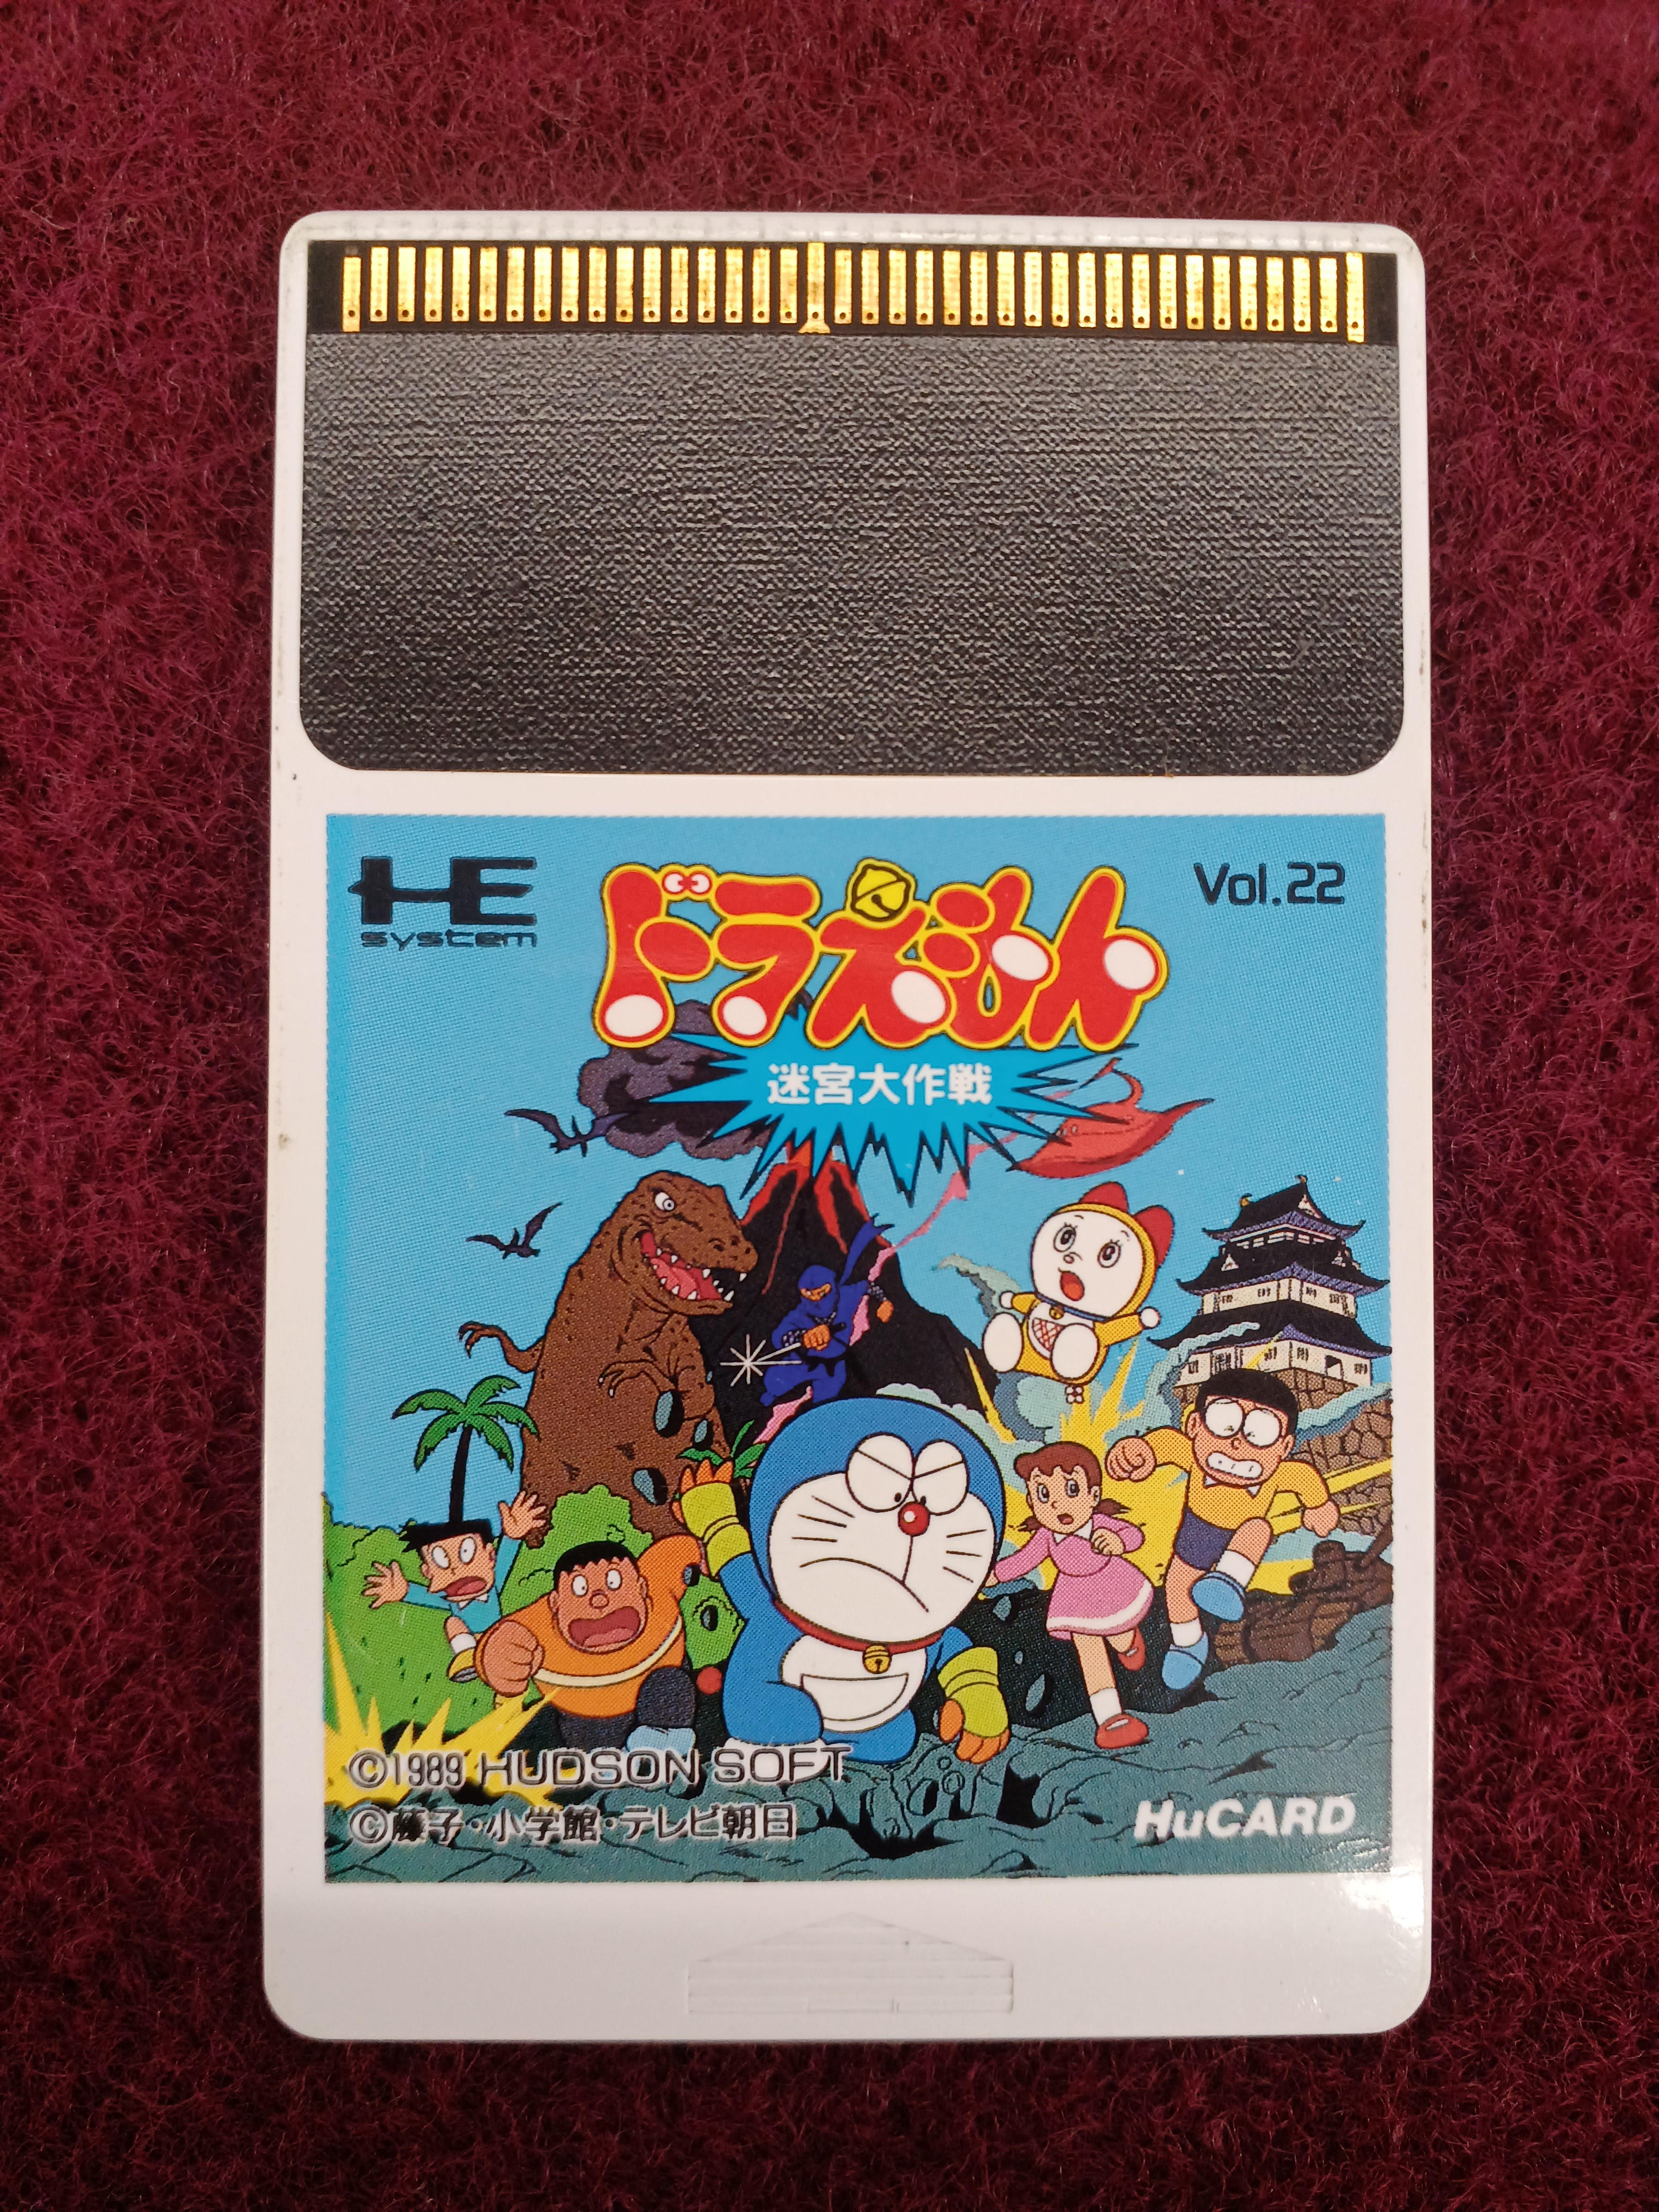 HE system
Vol.22
ドラえもん
迷宮大作戦
©1989 HUDSON SOFT
©藤子・小学館・テレビ朝日
HuCARD